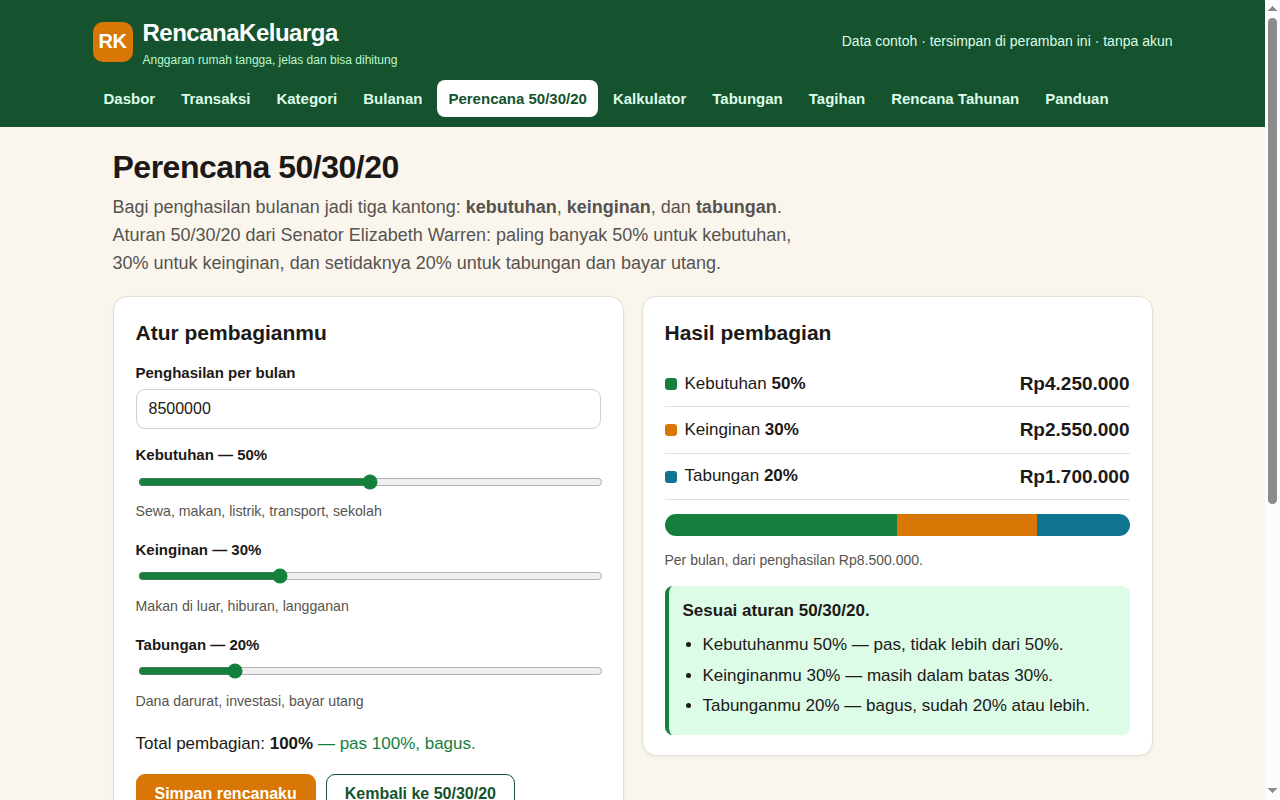 RK
RencanaKeluarga
Anggaran rumah tangga, jelas dan bisa dihitung
Data contoh · tersimpan di peramban ini · tanpa akun
Dasbor Transaksi Kategori Bulanan Perencana 50/30/20 Kalkulator Tabungan Tagihan Rencana Tahunan Panduan
Perencana 50/30/20
Bagi penghasilan bulanan jadi tiga kantong: kebutuhan, keinginan, dan tabungan.
Aturan 50/30/20 dari Senator Elizabeth Warren: paling banyak 50% untuk kebutuhan,
30% untuk keinginan, dan setidaknya 20% untuk tabungan dan bayar utang.
Atur pembagianmu
Penghasilan per bulan
8500000
Kebutuhan — 50%
Sewa, makan, listrik, transport, sekolah
Keinginan — 30%
Makan di luar, hiburan, langganan
Tabungan — 20%
Dana darurat, investasi, bayar utang
Total pembagian: 100% — pas 100%, bagus.
Simpan rencanaku
Kembali ke 50/30/20
Hasil pembagian
Kebutuhan 50% Rp4.250.000
Keinginan 30% Rp2.550.000
Tabungan 20% Rp1.700.000
Per bulan, dari penghasilan Rp8.500.000.
Sesuai aturan 50/30/20.
• Kebutuhanmu 50% — pas, tidak lebih dari 50%.
• Keinginanmu 30% — masih dalam batas 30%.
• Tabunganmu 20% — bagus, sudah 20% atau lebih.